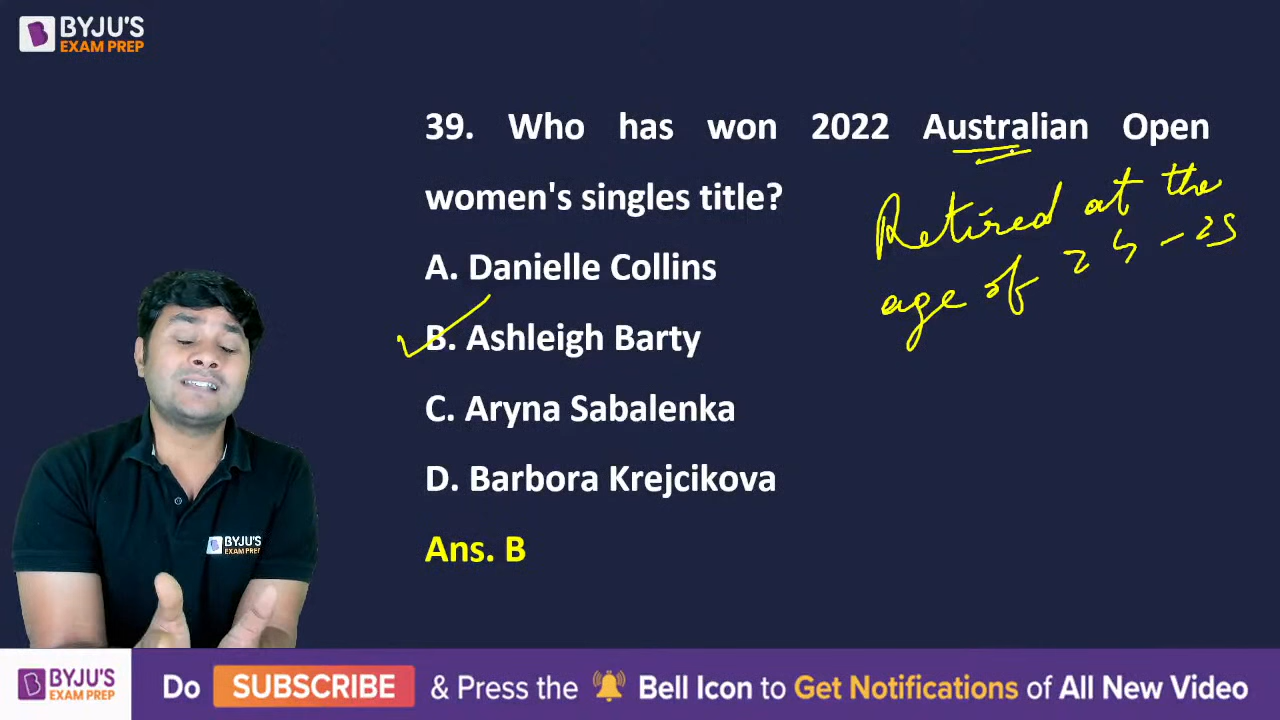 BYJU'S
EXAM PREP
39. Who has won 2022 Australian Open
women's singles title?
Retired at the
age of 24 - 25
A. Danielle Collins
B. Ashleigh Barty
C. Aryna Sabalenka
D. Barbora Krejcikova
Ans. B
BYJU'S
EXAM PREP
BYJU'S
EXAM PREP
Do SUBSCRIBE & Press the Bell Icon to Get Notifications of All New Video